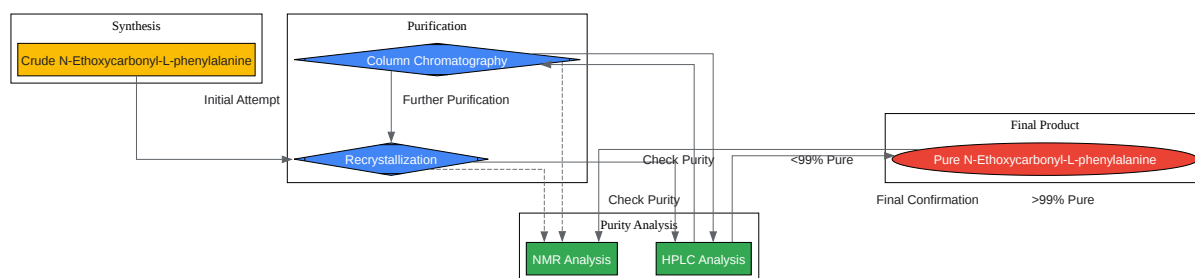 Synthesis
Crude N-Ethoxycarbonyl-L-phenylalanine
Purification
Column Chromatography
Initial Attempt
Further Purification
Recrystallization
Check Purity
<99% Pure
Final Product
Pure N-Ethoxycarbonyl-L-phenylalanine
Check Purity
Final Confirmation
>99% Pure
Purity Analysis
NMR Analysis
HPLC Analysis